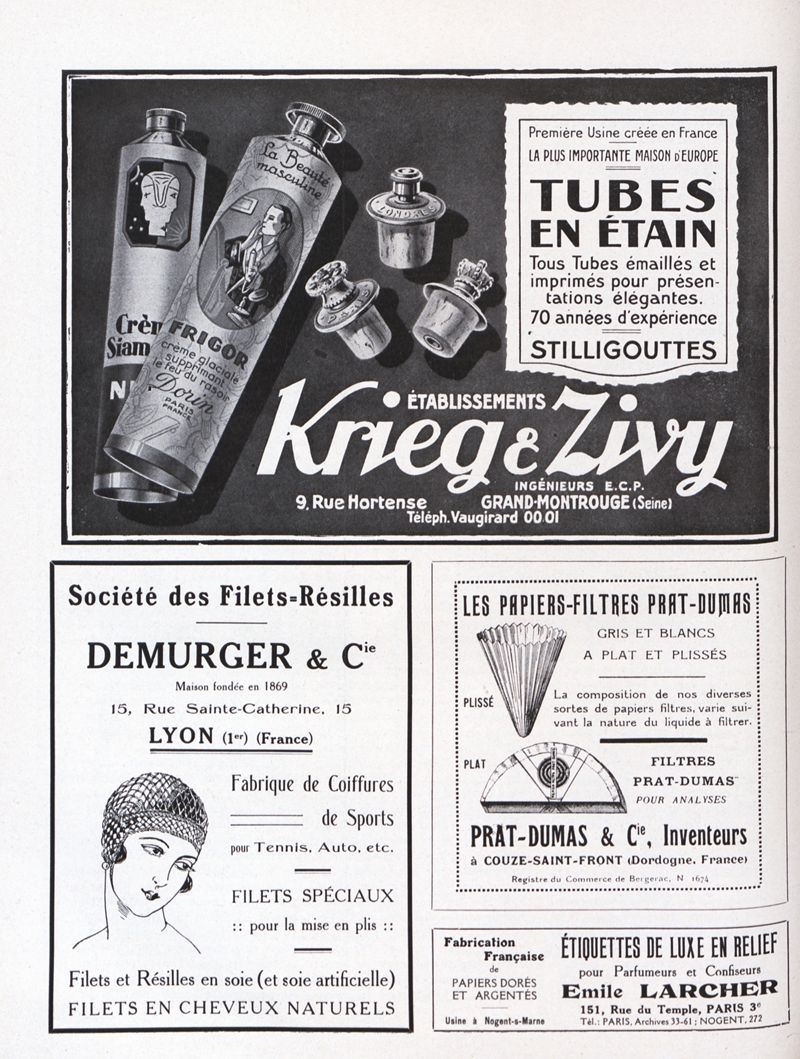 Première Usine créée en France
LA PLUS IMPORTANTE MAISON D'EUROPE
TUBES
EN ÉTAIN
Tous Tubes émaillés et
imprimés pour présen-
tations élégantes.
70 années d'expérience
STILLIGOUTTES
La Beauté
masculine
LONDRES
Crèm
Siam
FRIGOR
crème glaciale
supprimant
le feu du rasoir
Dorin
PARIS
FRANCE
ÉTABLISSEMENTS
Krieg & Zivy
INGÉNIEURS E.C.P.
9, Rue Hortense GRAND-MONTROUGE (Seine)
Téléph. Vaugirard 00.01
Société des Filets=Résilles
DEMURGER & Cie
Maison fondée en 1869
15, Rue Sainte-Catherine, 15
LYON (1er) (France)
Fabrique de Coiffures
de Sports
pour Tennis, Auto, etc.
FILETS SPÉCIAUX
:: pour la mise en plis ::
Filets et Résilles en soie (et soie artificielle)
FILETS EN CHEVEUX NATURELS
LES PAPIERS-FILTRES PRAT-DUMAS
GRIS ET BLANCS
A PLAT ET PLISSÉS
PLISSÉ
La composition de nos diverses
sortes de papiers filtres, varie sui-
vant la nature du liquide à filtrer.
PLAT
FILTRES
PRAT-DUMAS
POUR ANALYSES
PRAT-DUMAS & Cie, Inventeurs
à COUZE-SAINT-FRONT (Dordogne, France)
Registre du Commerce de Bergerac, N 1674
Fabrication
Française
de
PAPIERS DORÉS
ET ARGENTÉS
Usine à Nogent-s-Marne
ÉTIQUETTES DE LUXE EN RELIEF
pour Parfumeurs et Confiseurs
Emile LARCHER
151, Rue du Temple, PARIS 3e
Tél.: PARIS, Archives 33-61 ; NOGENT, 272